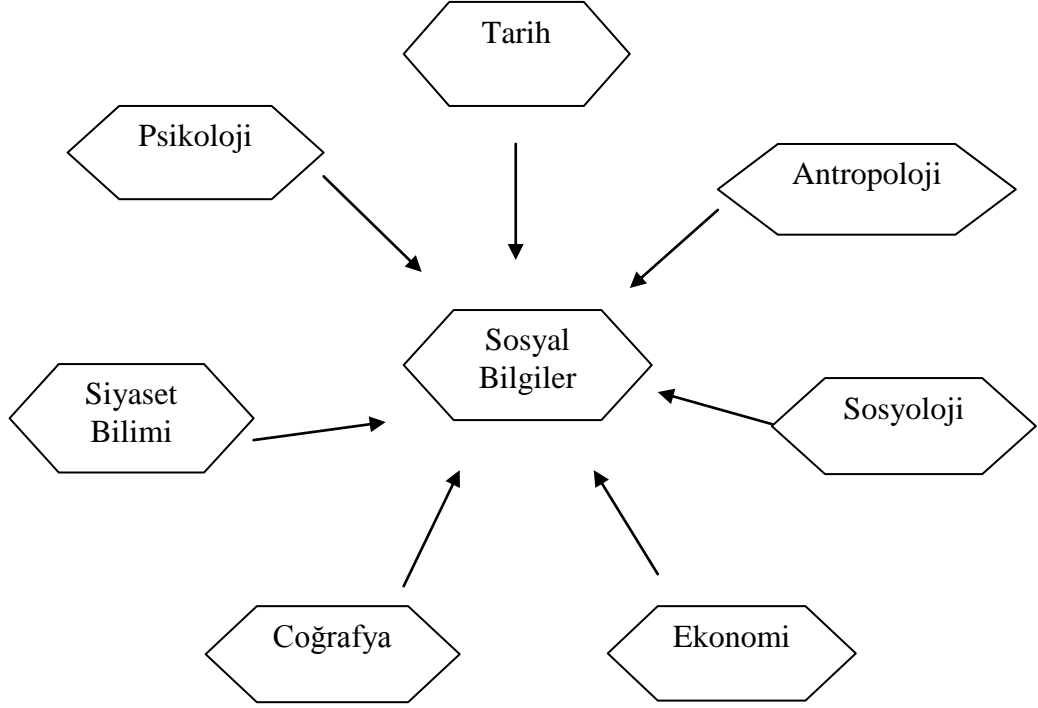 Tarih
Psikoloji
Antropoloji
Sosyal
Bilgiler
Siyaset
Bilimi
Sosyoloji
Coğrafya
Ekonomi